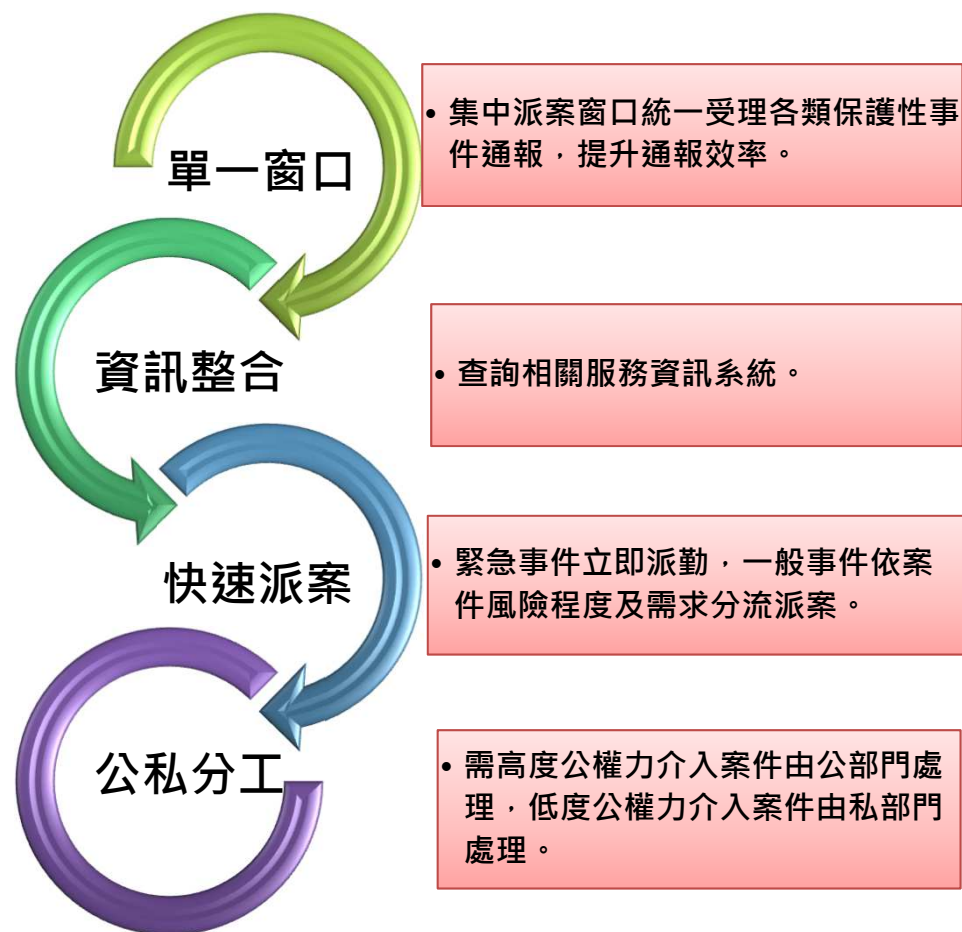 單一窗口
• 集中派案窗口統一受理各類保護性事
件通報，提升通報效率。
資訊整合
• 查詢相關服務資訊系統。
快速派案
• 緊急事件立即派勤，一般事件依案
件風險程度及需求分流派案。
公私分工
• 需高度公權力介入案件由公部門處
理，低度公權力介入案件由私部門
處理。